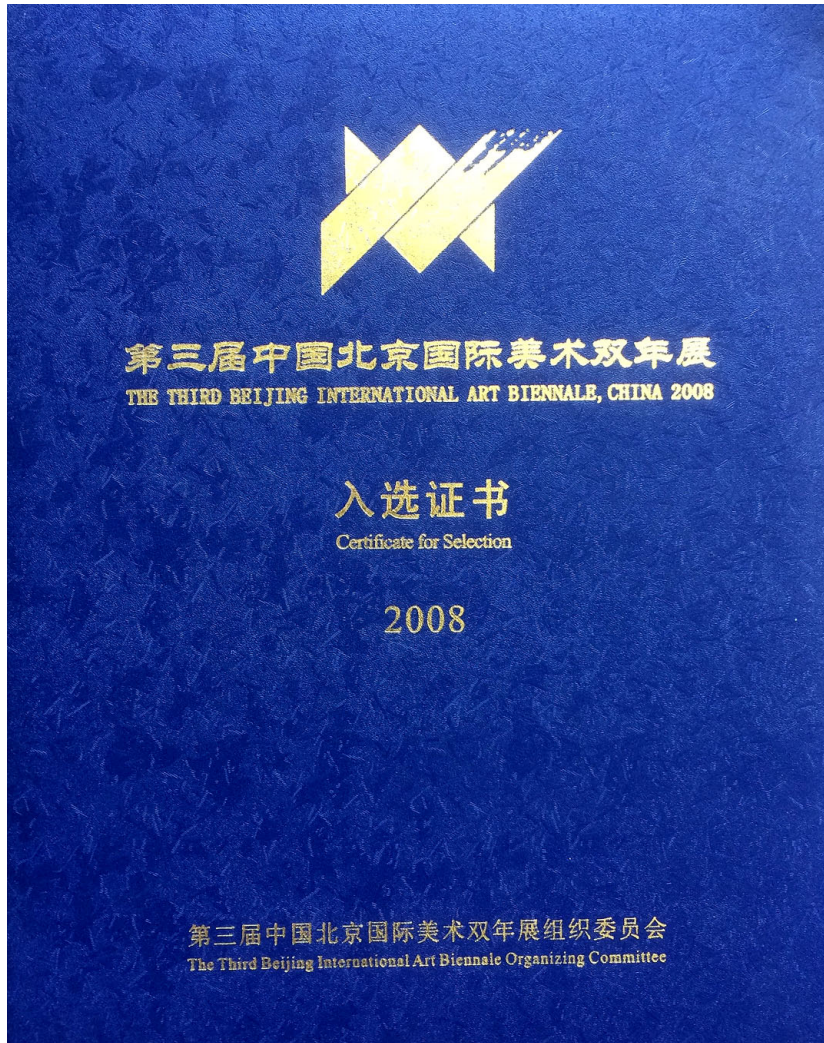 第三届中国北京国际美术双年展
THE THIRD BEIJING INTERNATIONAL ART BIENNALE, CHINA 2008
入选证书
Certificate for Selection
2008
第三届中国北京国际美术双年展组织委员会
The Third Beijing International Art Biennale Organizing Committee